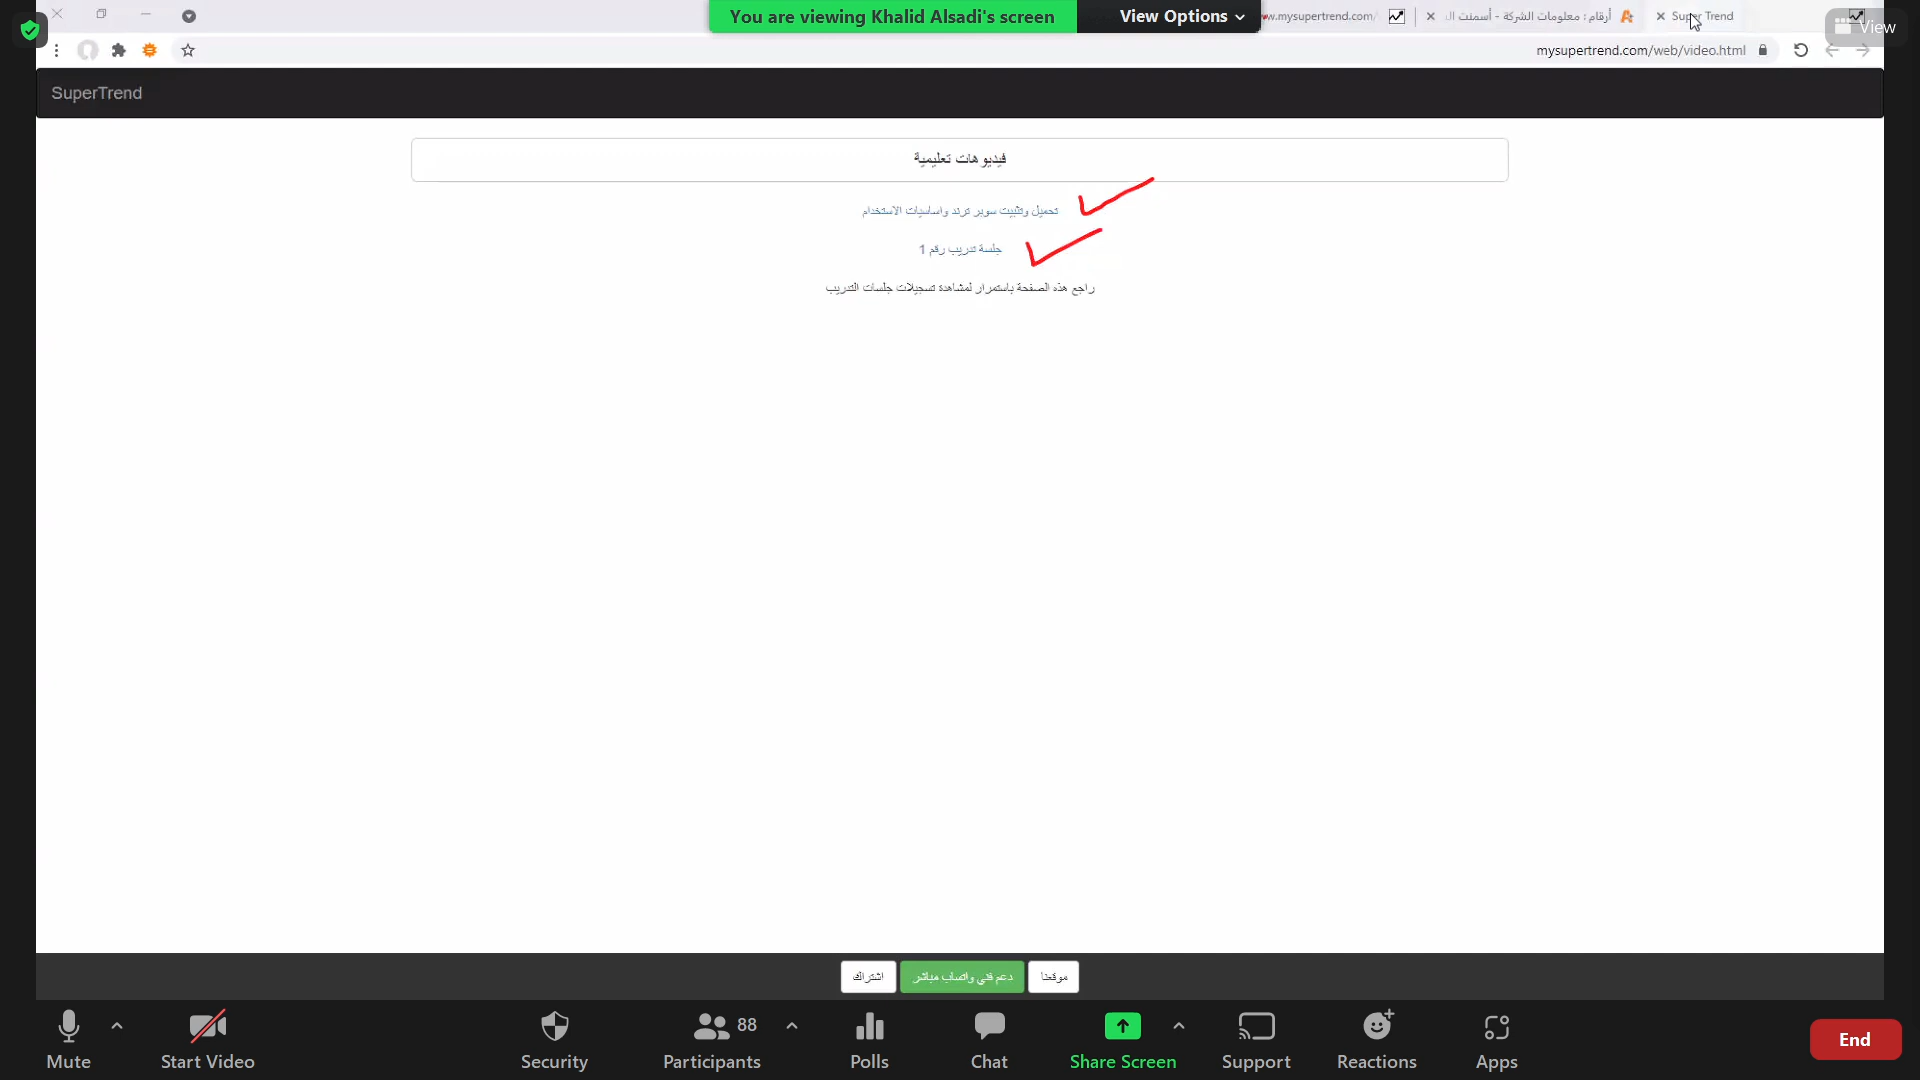 You are viewing Khalid Alsadi's screen
View Options
Super Trend
أرقام : معلومات الشركة - أسمنت ال
w.mysupertrend.com/
View
mysupertrend.com/web/video.html
SuperTrend
فيديو هات تعليمية
تحميل وتثبيت سوبر ترند واساسيات الاستخدام
جلسة تدريب رقم 1
راجع هذه الصفحة باستمرار لمشاهدة تسجيلات جلسات التدريب
موقعنا
دعم فني واتساب مباشر
اشتراك
88
Mute
Start Video
Security
Participants
Polls
Chat
Share Screen
Support
Reactions
Apps
End